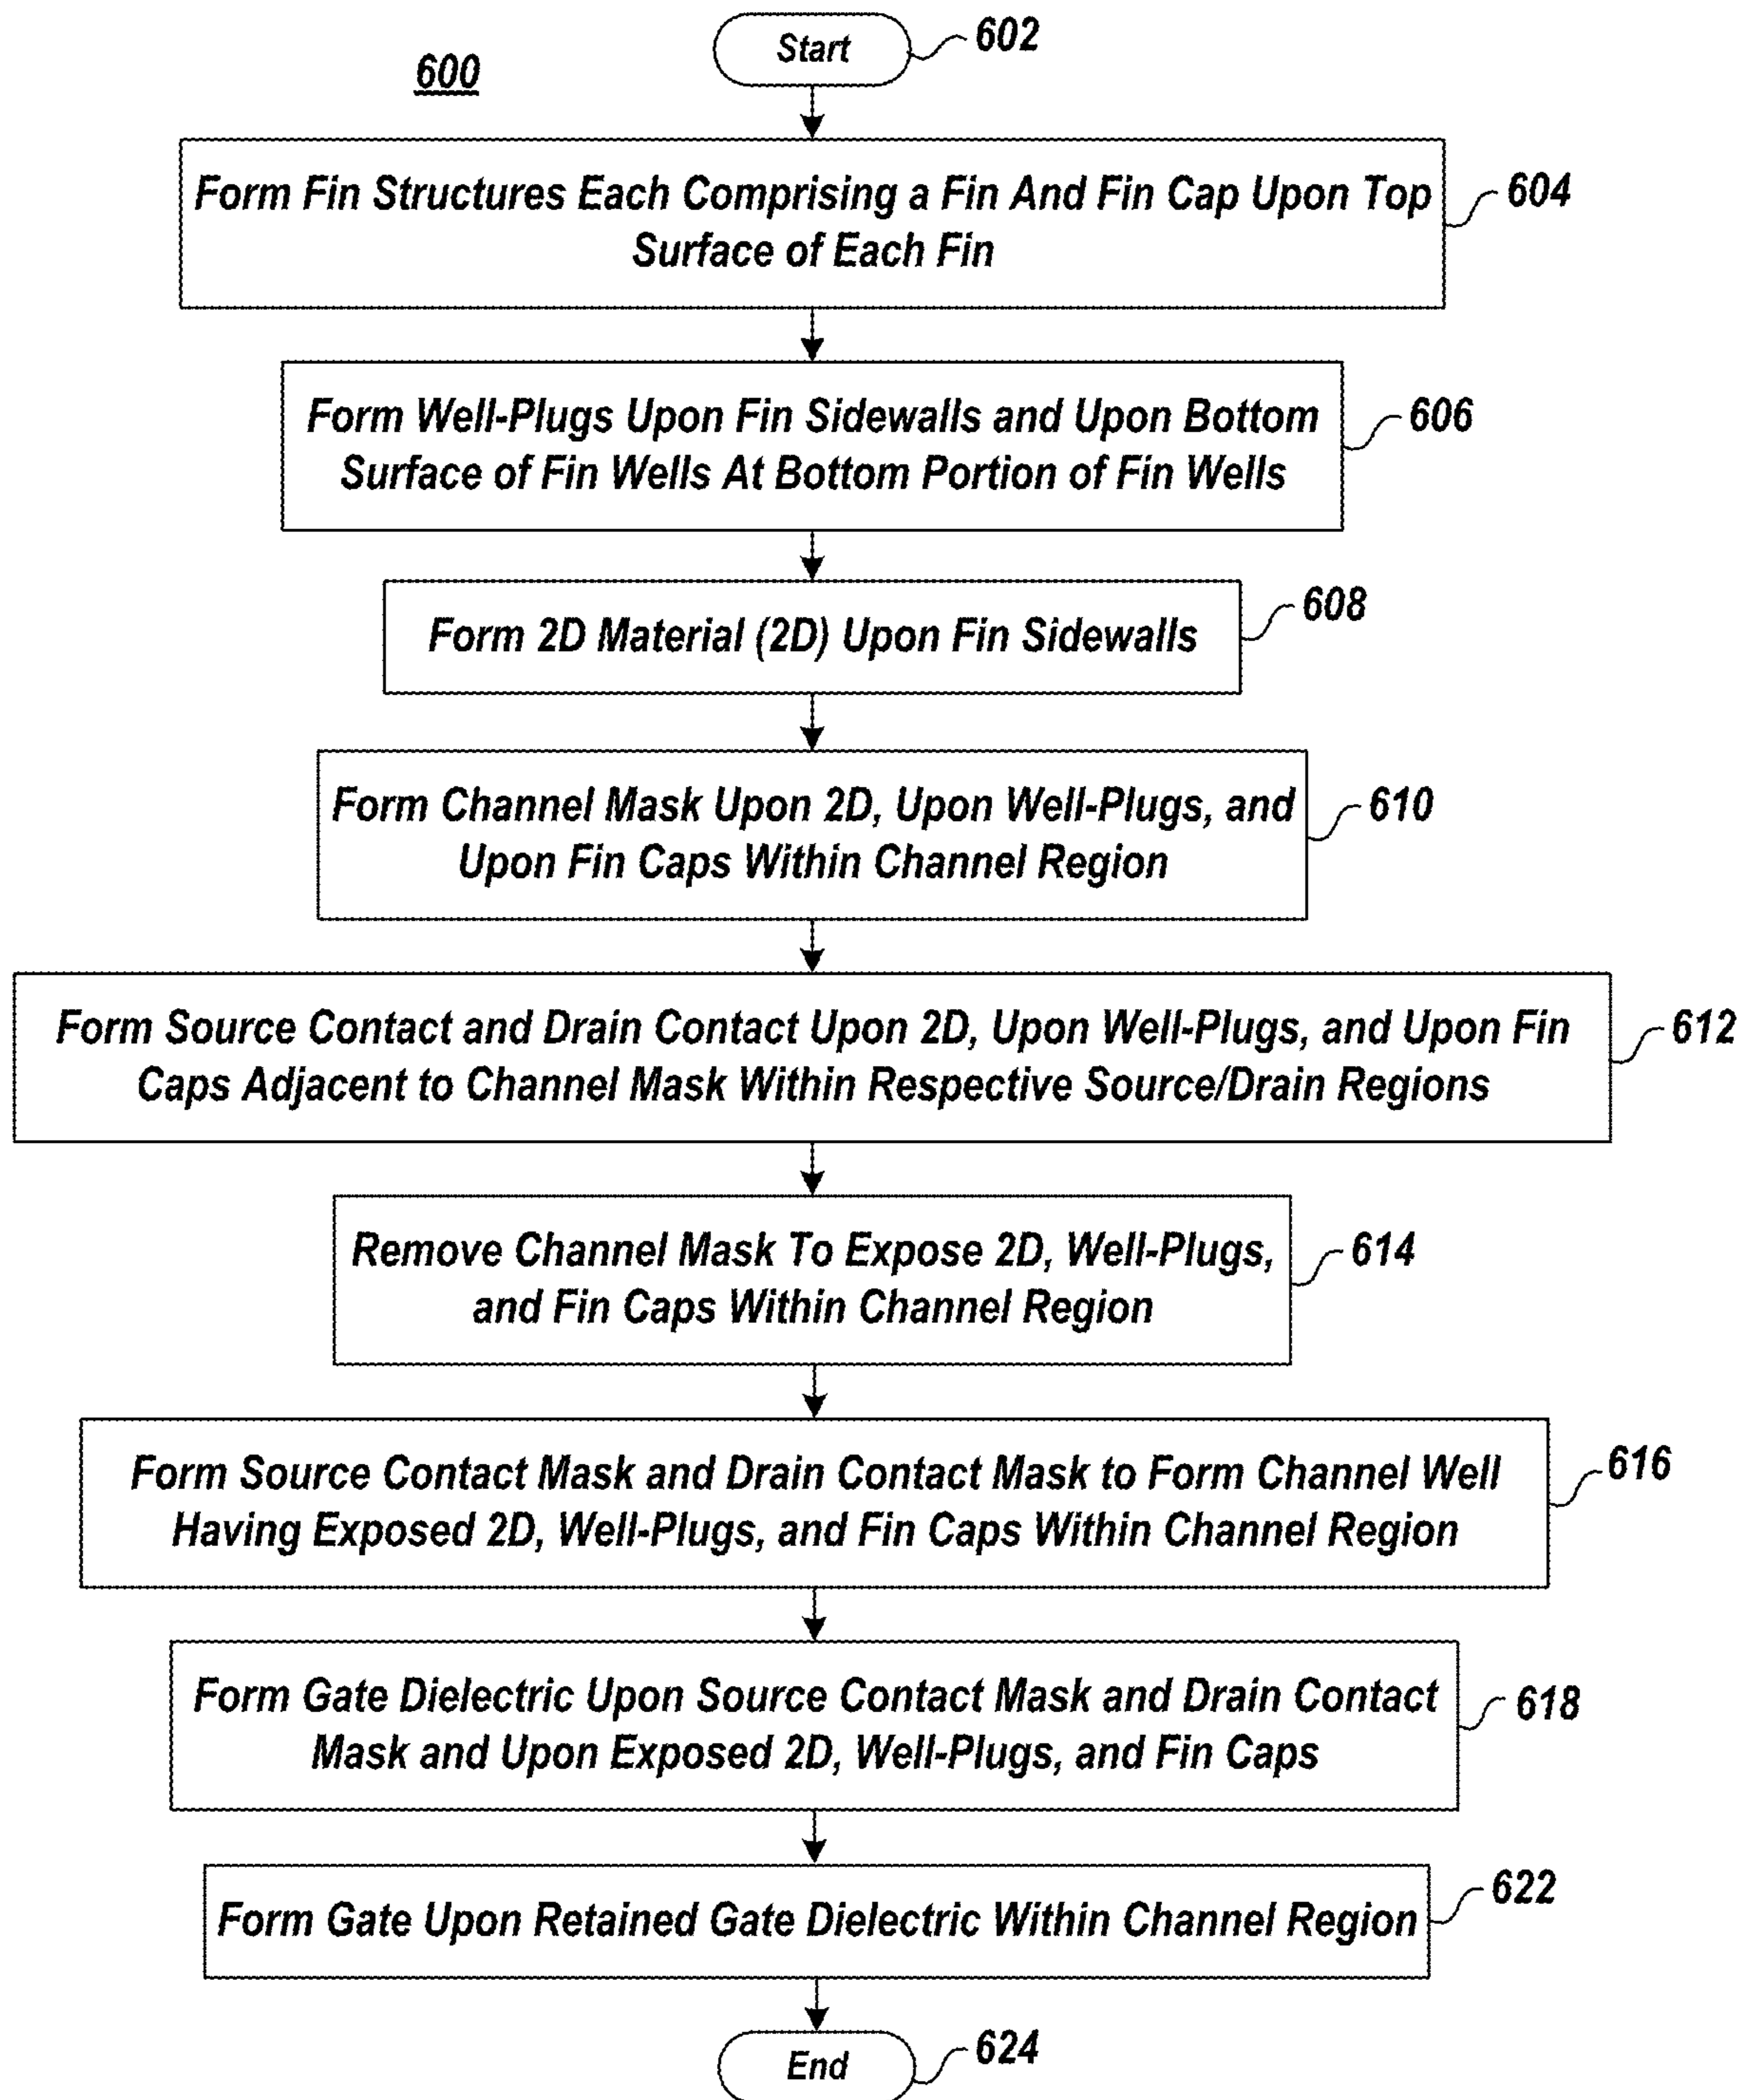 Start
602
600
Form Fin Structures Each Comprising a Fin And Fin Cap Upon Top
Surface of Each Fin
604
Form Well-Plugs Upon Fin Sidewalls and Upon Bottom
Surface of Fin Wells At Bottom Portion of Fin Wells
606
Form 2D Material (2D) Upon Fin Sidewalls
608
Form Channel Mask Upon 2D, Upon Well-Plugs, and
Upon Fin Caps Within Channel Region
610
Form Source Contact and Drain Contact Upon 2D, Upon Well-Plugs, and Upon Fin
Caps Adjacent to Channel Mask Within Respective Source/Drain Regions
612
Remove Channel Mask To Expose 2D, Well-Plugs,
and Fin Caps Within Channel Region
614
Form Source Contact Mask and Drain Contact Mask to Form Channel Well
Having Exposed 2D, Well-Plugs, and Fin Caps Within Channel Region
616
Form Gate Dielectric Upon Source Contact Mask and Drain Contact
Mask and Upon Exposed 2D, Well-Plugs, and Fin Caps
618
Form Gate Upon Retained Gate Dielectric Within Channel Region
622
End
624